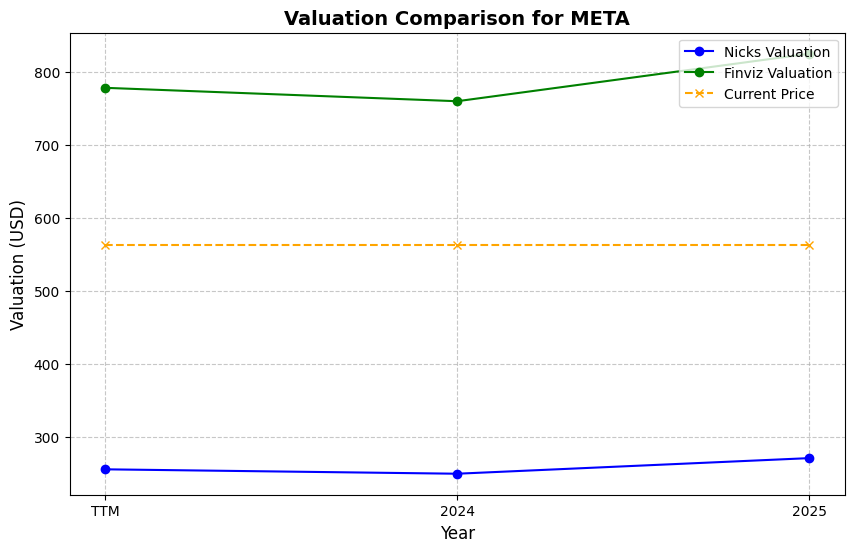 Valuation Comparison for META
Nicks Valuation
Finviz Valuation
Current Price
Valuation (USD)
800
700
600
500
400
300
TTM
2024
2025
Year